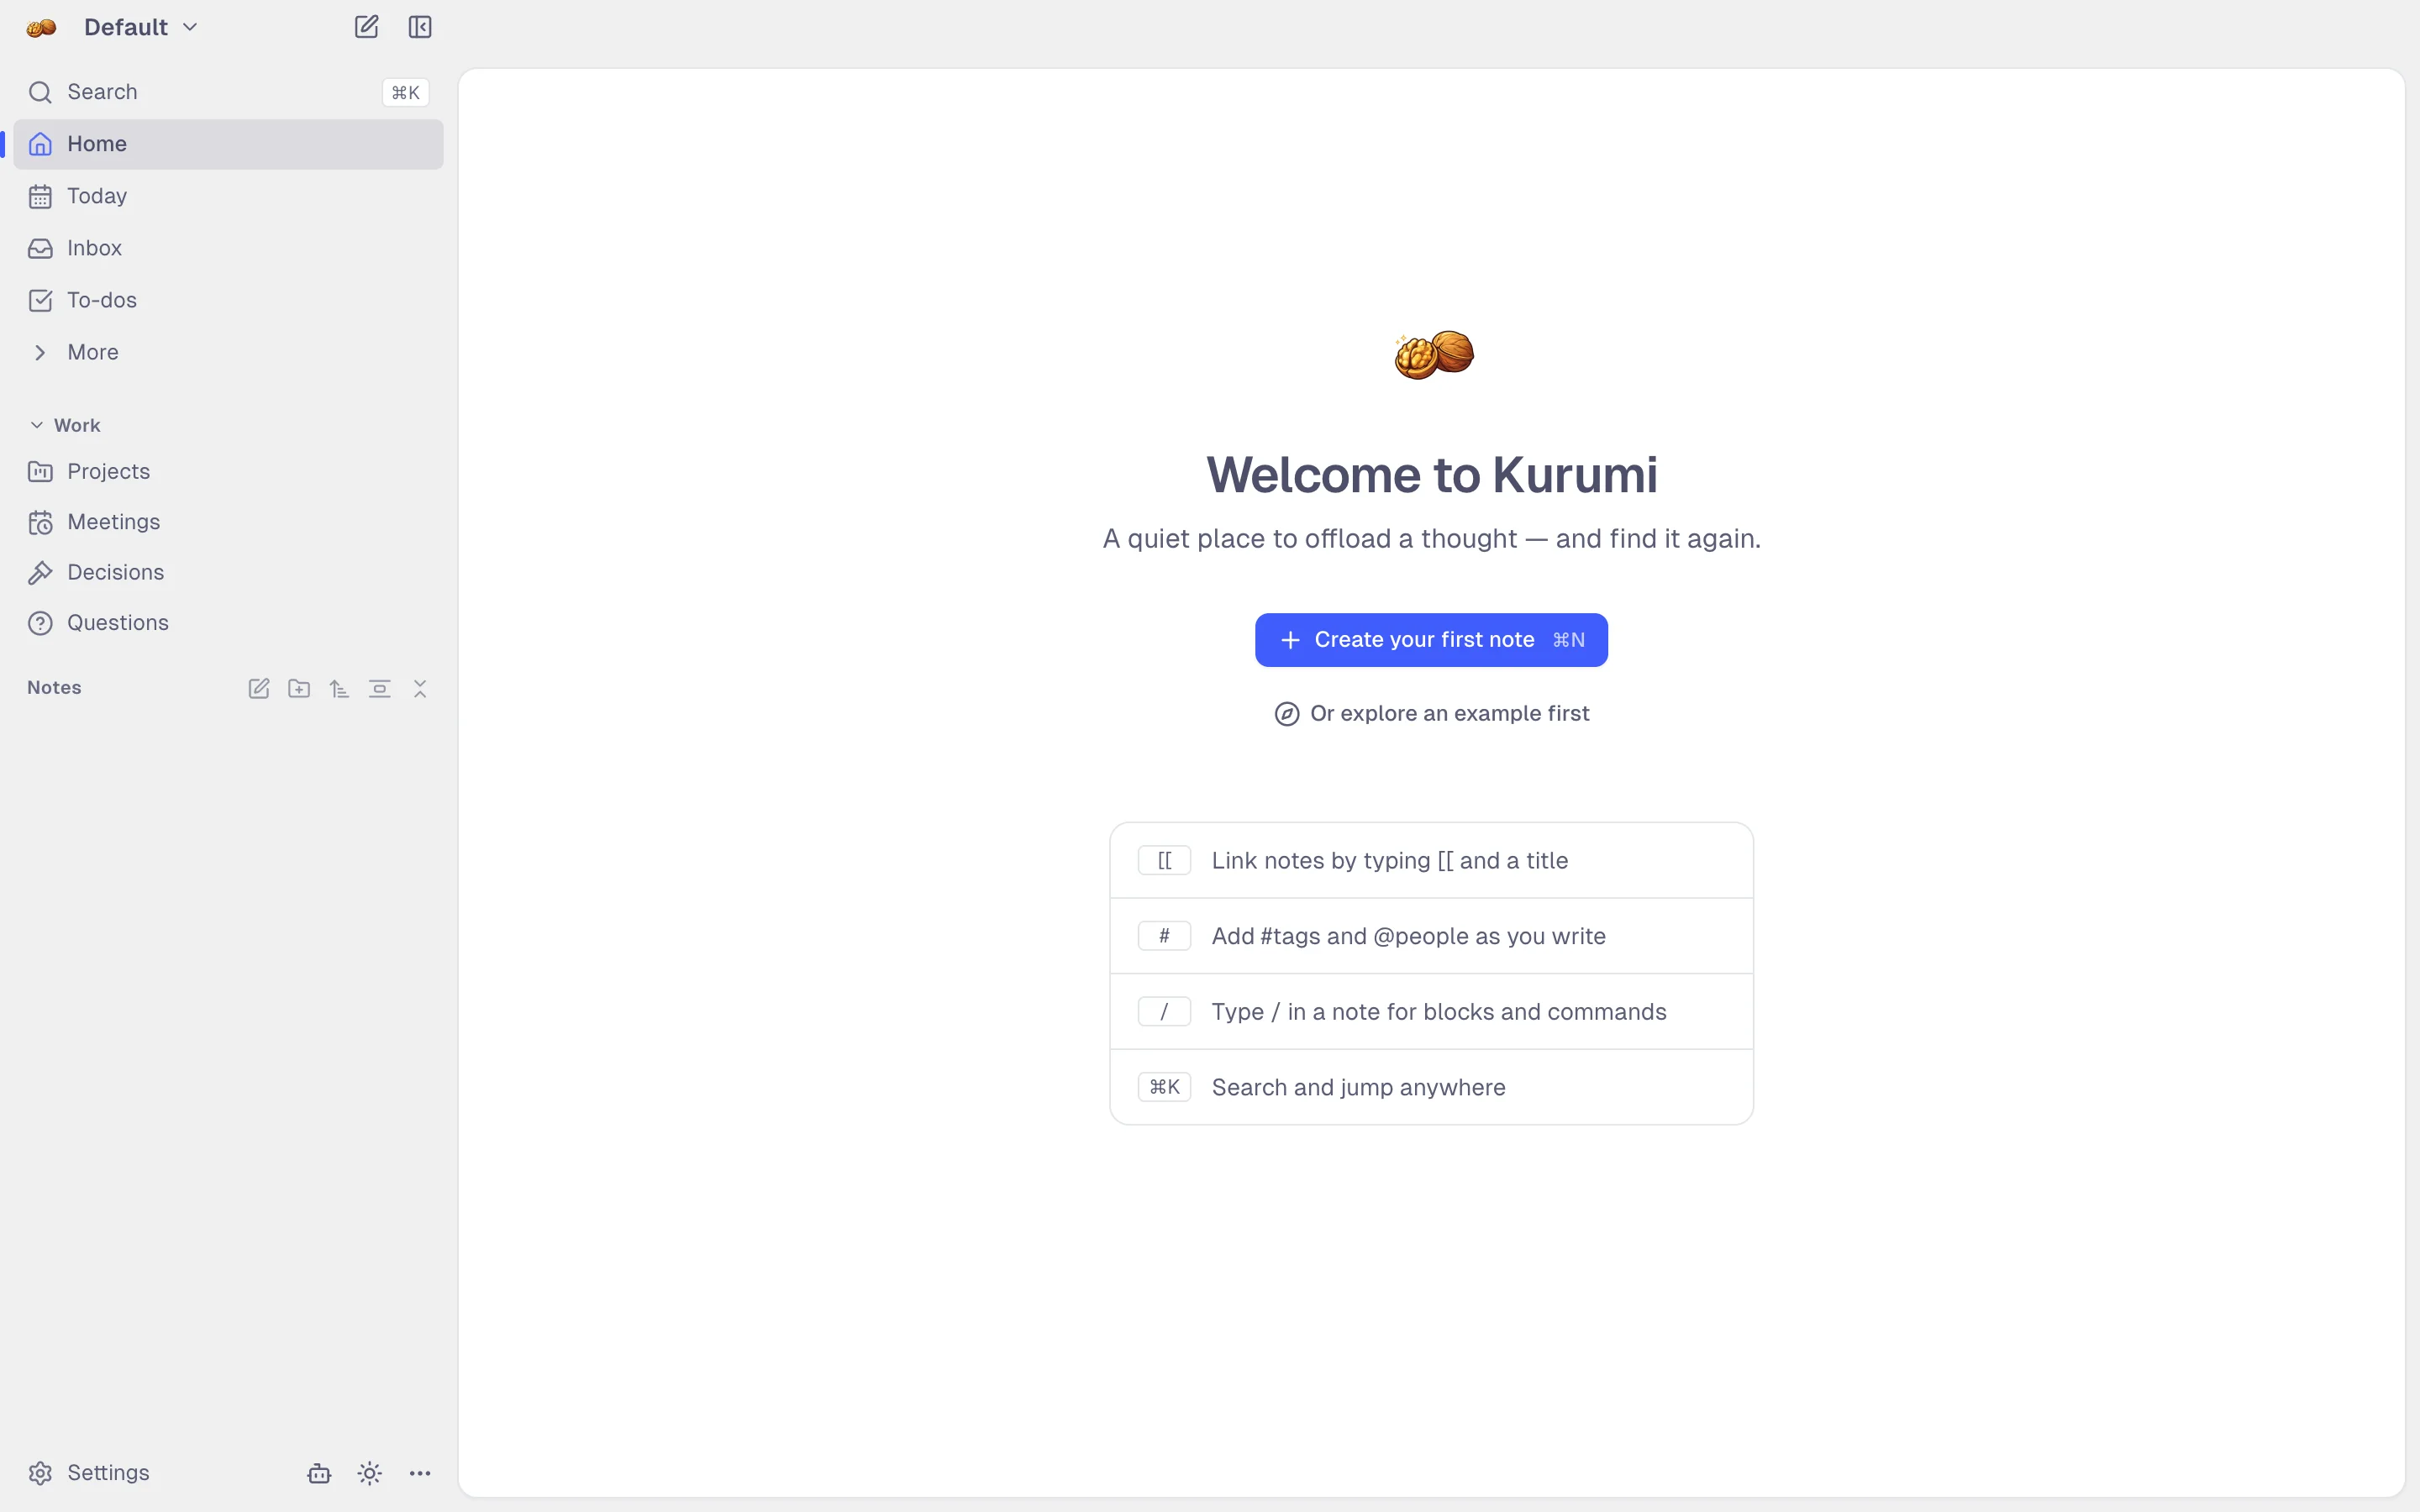 Default
Search ⌘K
Home
Today
Inbox
To-dos
More
Work
Projects
Meetings
Decisions
Questions
Notes
Settings
Welcome to Kurumi
A quiet place to offload a thought — and find it again.
Create your first note ⌘N
Or explore an example first
[[ Link notes by typing [[ and a title
# Add #tags and @people as you write
/ Type / in a note for blocks and commands
⌘K Search and jump anywhere